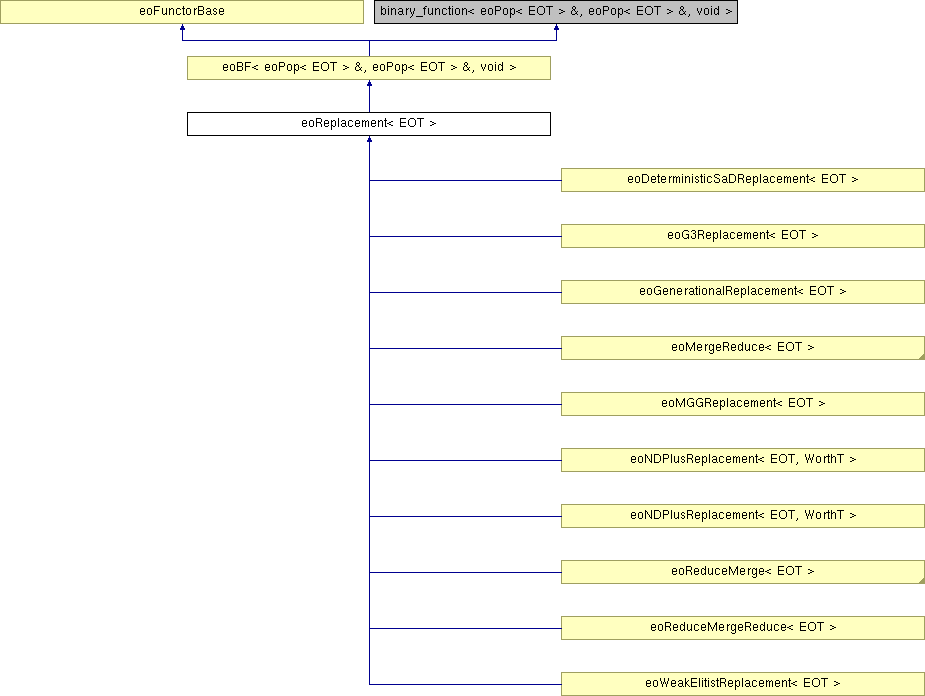 eoFunctorBase
binary_function< eoPop< EOT > &, eoPop< EOT > &, void >
eoBF< eoPop< EOT > &, eoPop< EOT > &, void >
eoReplacement< EOT >
eoDeterministicSaDReplacement< EOT >
eoG3Replacement< EOT >
eoGenerationalReplacement< EOT >
eoMergeReduce< EOT >
eoMGGReplacement< EOT >
eoNDPlusReplacement< EOT, WorthT >
eoNDPlusReplacement< EOT, WorthT >
eoReduceMerge< EOT >
eoReduceMergeReduce< EOT >
eoWeakElitistReplacement< EOT >